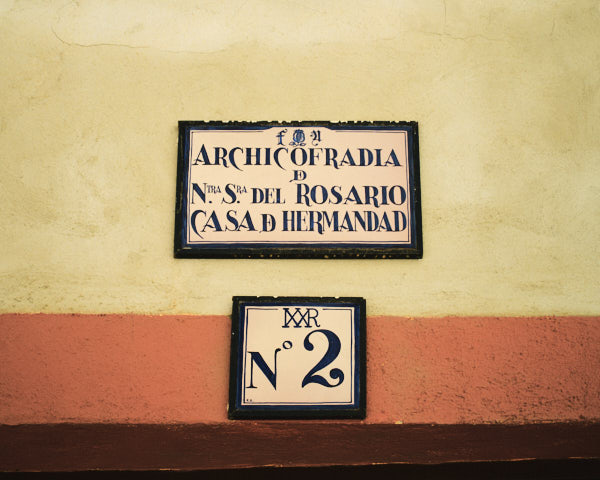 ARCHICOFRADIA
D
NTRA. SRA. DEL ROSARIO
CASA D HERMANDAD
Nº 2